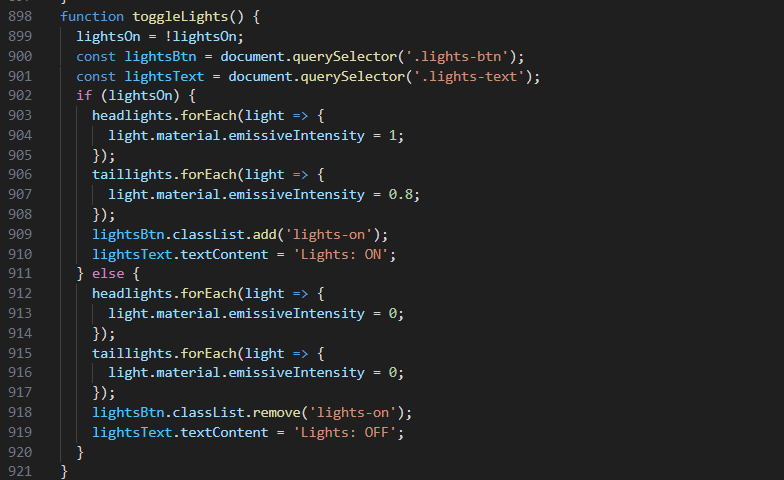 898 function toggleLights() {
899 lightsOn = !lightsOn;
900 const lightsBtn = document.querySelector('.lights-btn');
901 const lightsText = document.querySelector('.lights-text');
902 if (lightsOn) {
903 headlights.forEach(light => {
904 light.material.emissiveIntensity = 1;
905 });
906 taillights.forEach(light => {
907 light.material.emissiveIntensity = 0.8;
908 });
909 lightsBtn.classList.add('lights-on');
910 lightsText.textContent = 'Lights: ON';
911 } else {
912 headlights.forEach(light => {
913 light.material.emissiveIntensity = 0;
914 });
915 taillights.forEach(light => {
916 light.material.emissiveIntensity = 0;
917 });
918 lightsBtn.classList.remove('lights-on');
919 lightsText.textContent = 'Lights: OFF';
920 }
921 }